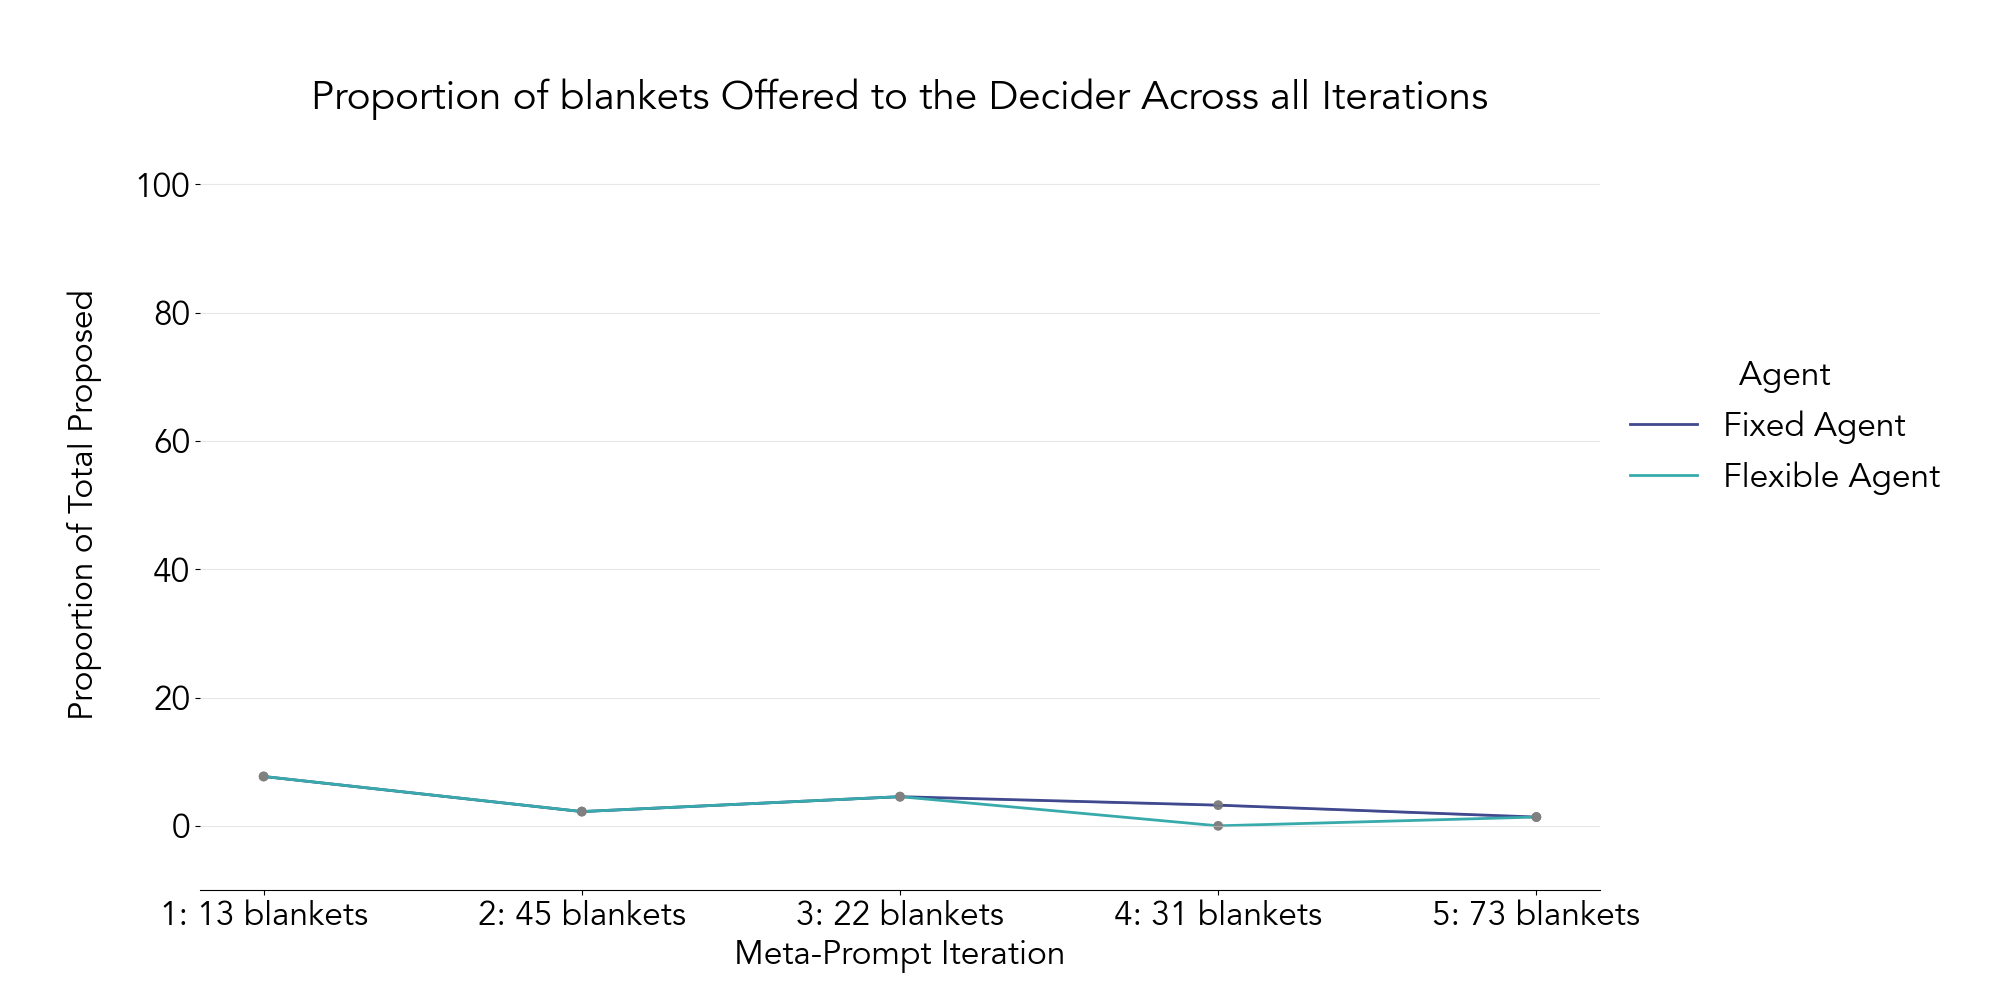 Proportion of blankets Offered to the Decider Across all Iterations
100
80
60
40
20
0
Proportion of Total Proposed
1: 13 blankets
2: 45 blankets
3: 22 blankets
4: 31 blankets
5: 73 blankets
Meta-Prompt Iteration
Agent
Fixed Agent
Flexible Agent